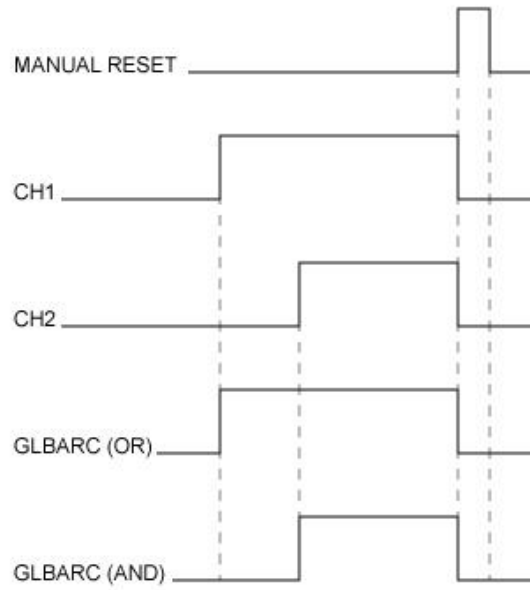 MANUAL RESET
CH1
CH2
GLBARC (OR)
GLBARC (AND)